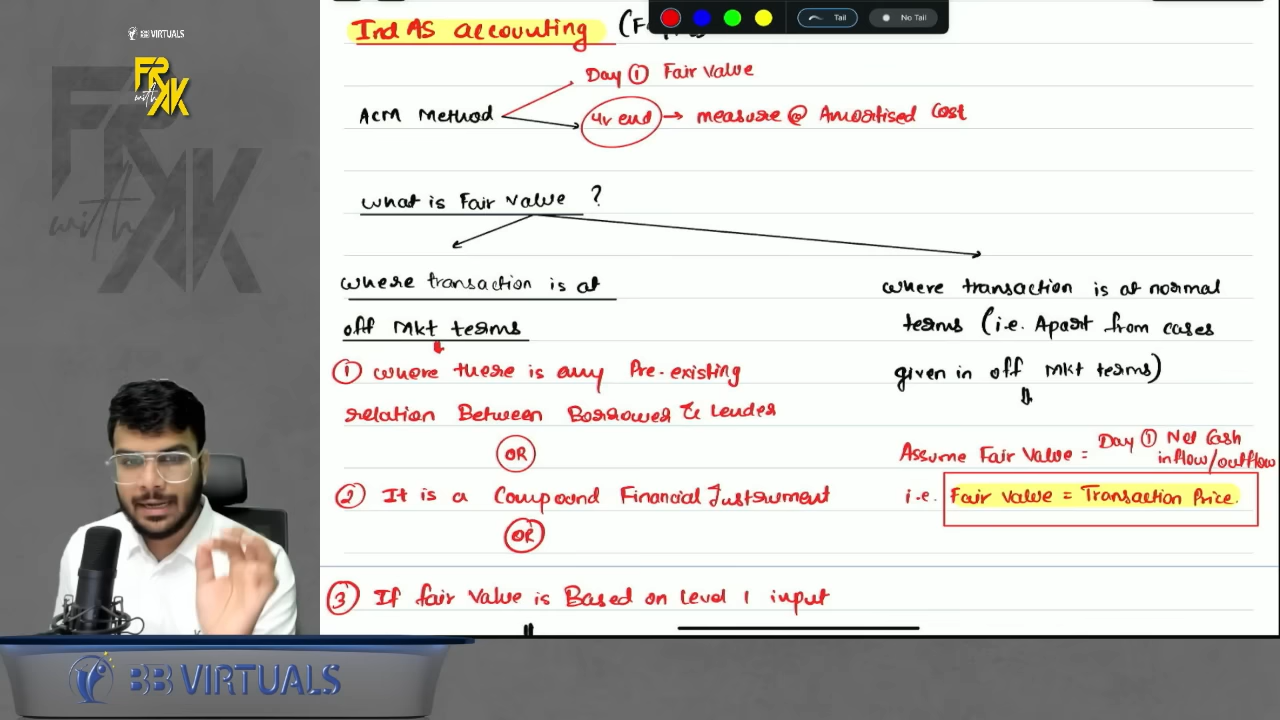 BB VIRTUALS
FR
with
AK
Ind AS accounting
Tail
No Tail
Day ① Fair Value
ACM Method
Yr end → measure @ Amortised Cost
what is Fair Value ?
where transaction is at
off Mkt terms
① where there is any Pre-existing
relation Between Borrower & Lender
OR
② It is a Compound Financial Instrument
OR
③ If fair Value is Based on Level 1 input
where transaction is at normal
terms (i.e. Apart from cases
given in off Mkt terms)
Assume Fair Value = Day ① Net Cash
inflow/outflow
i.e. Fair Value = Transaction Price.
BB VIRTUALS